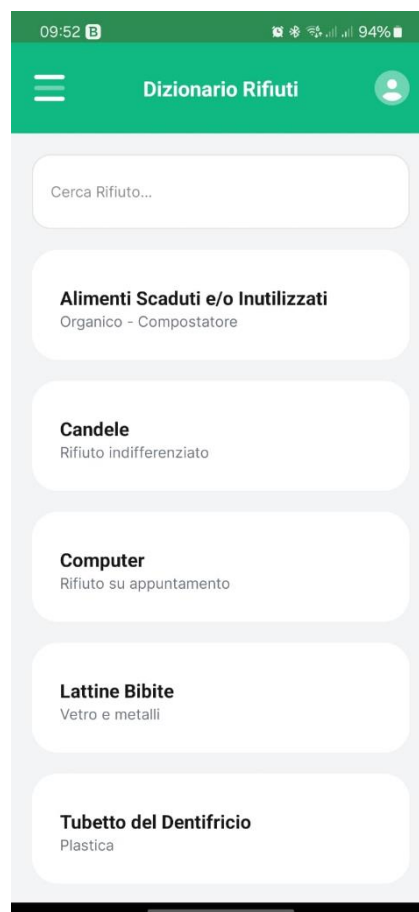 09:52 B 94%
Dizionario Rifiuti
Cerca Rifiuto...
Alimenti Scaduti e/o Inutilizzati
Organico - Compostatore
Candele
Rifiuto indifferenziato
Computer
Rifiuto su appuntamento
Lattine Bibite
Vetro e metalli
Tubetto del Dentifricio
Plastica